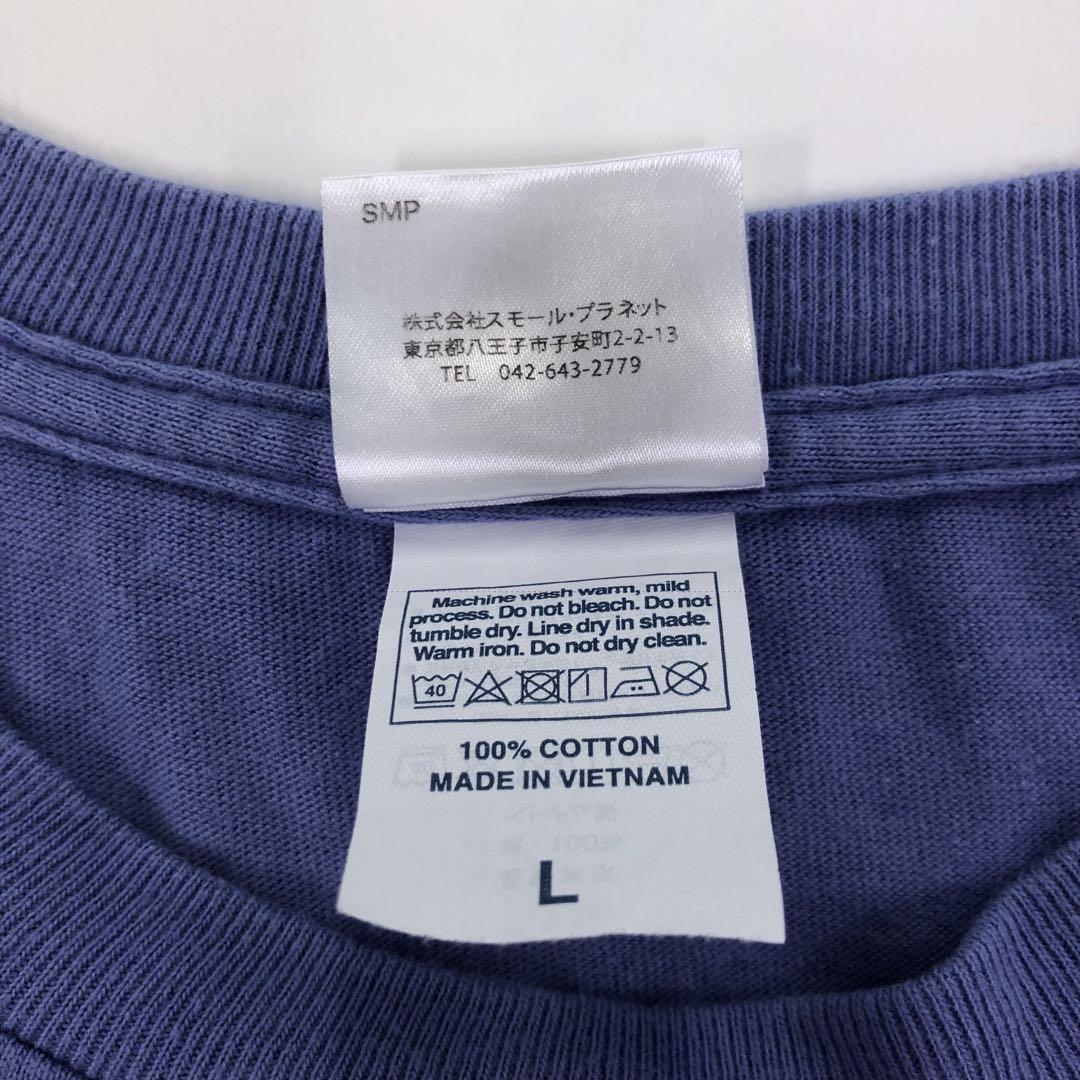 SMP
株式会社スモール・プラネット
東京都八王子市子安町2-2-13
TEL 042-643-2779
Machine wash warm, mild
process. Do not bleach. Do not
tumble dry. Line dry in shade.
Warm iron. Do not dry clean.
40
100% COTTON
MADE IN VIETNAM
L